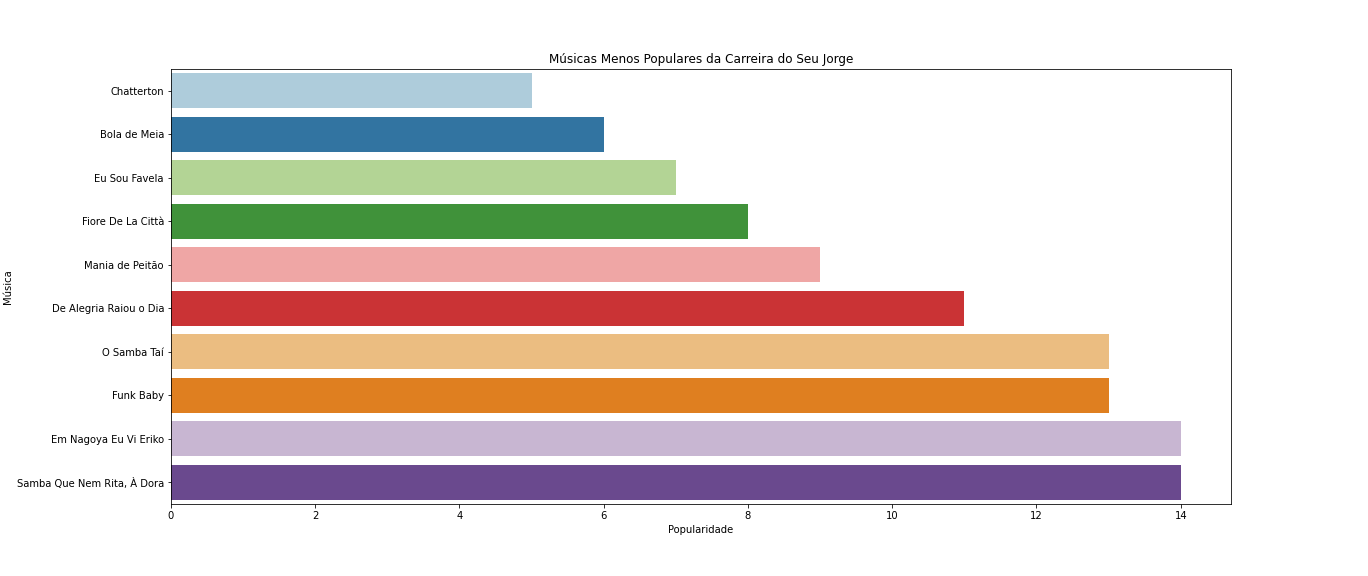 Músicas Menos Populares da Carreira do Seu Jorge
Música
Chatterton
Bola de Meia
Eu Sou Favela
Fiore De La Città
Mania de Peitão
De Alegria Raiou o Dia
O Samba Taí
Funk Baby
Em Nagoya Eu Vi Eriko
Samba Que Nem Rita, À Dora
0 2 4 6 8 10 12 14
Popularidade